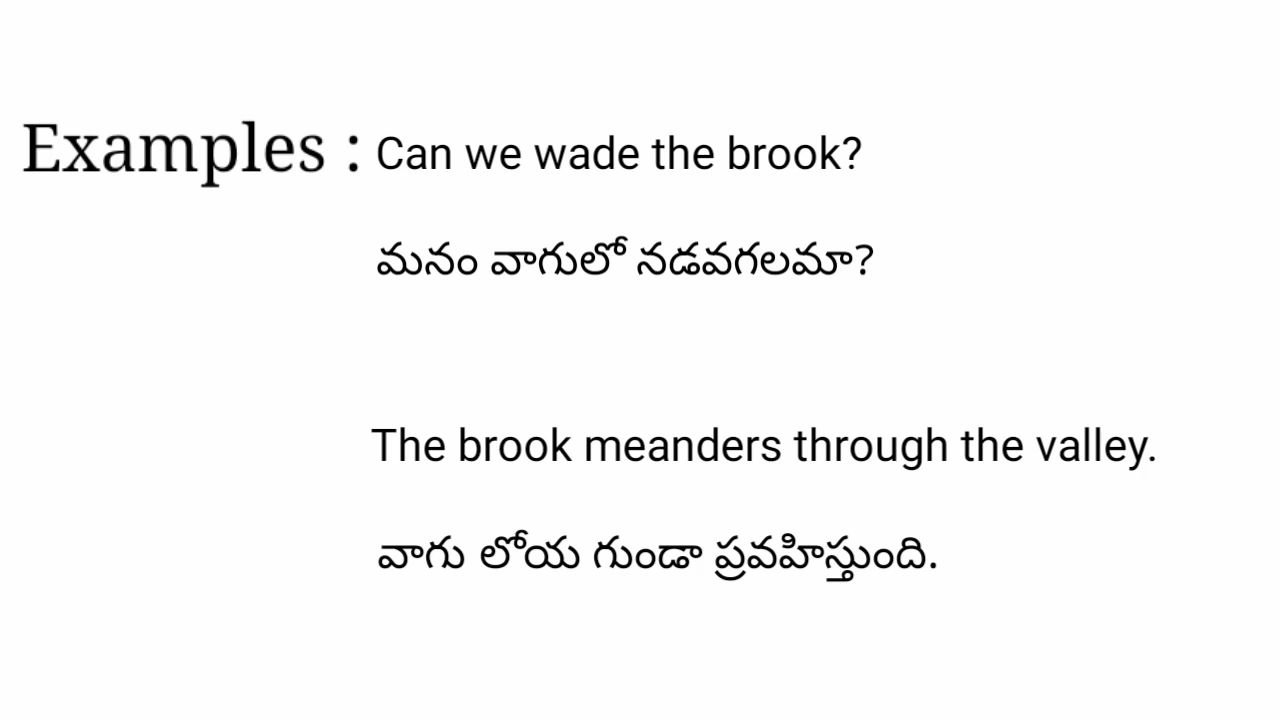 Examples : Can we wade the brook?
మనం వాగులో నడవగలమా?
The brook meanders through the valley.
వాగు లోయ గుండా ప్రవహిస్తుంది.